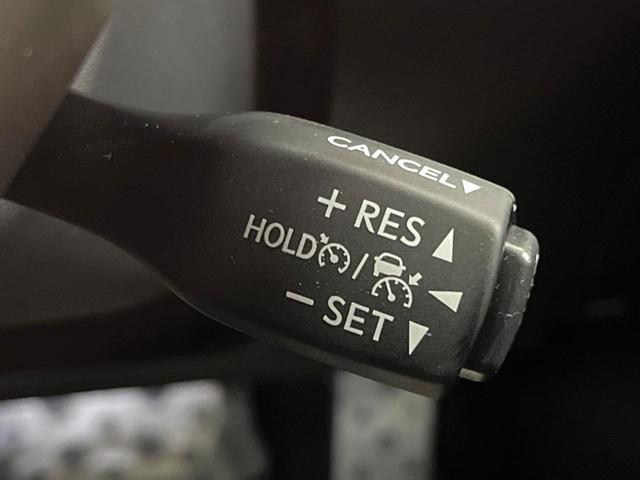 CANCEL▼
+ RES ▲
HOLD / ◀
− SET ▼